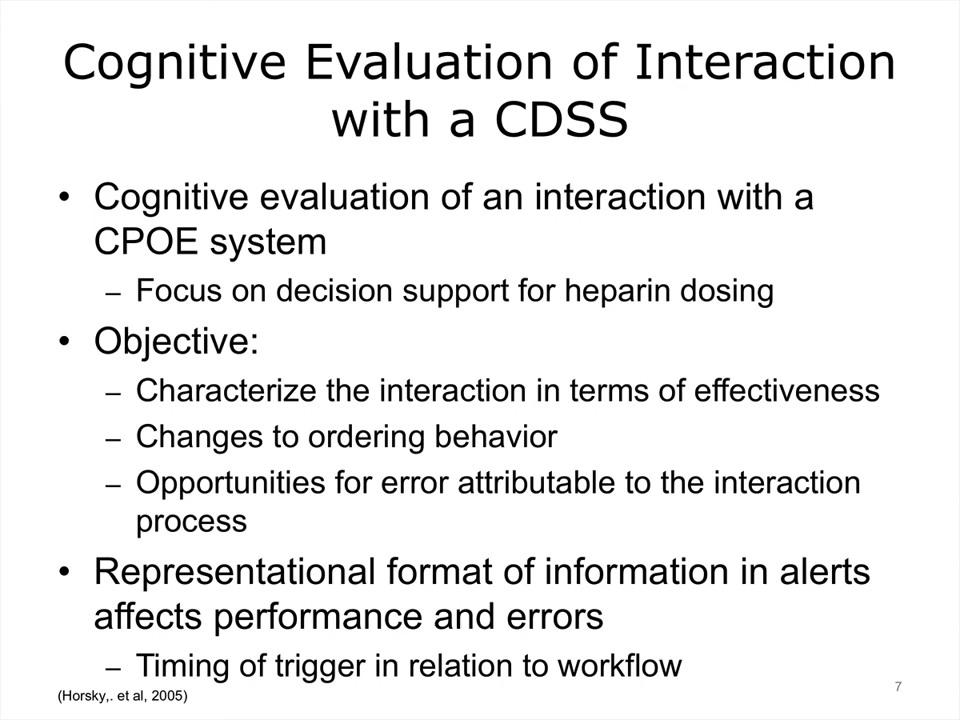 Cognitive Evaluation of Interaction
with a CDSS
• Cognitive evaluation of an interaction with a
CPOE system
– Focus on decision support for heparin dosing
• Objective:
– Characterize the interaction in terms of effectiveness
– Changes to ordering behavior
– Opportunities for error attributable to the interaction
process
• Representational format of information in alerts
affects performance and errors
– Timing of trigger in relation to workflow
(Horsky,. et al, 2005)
7